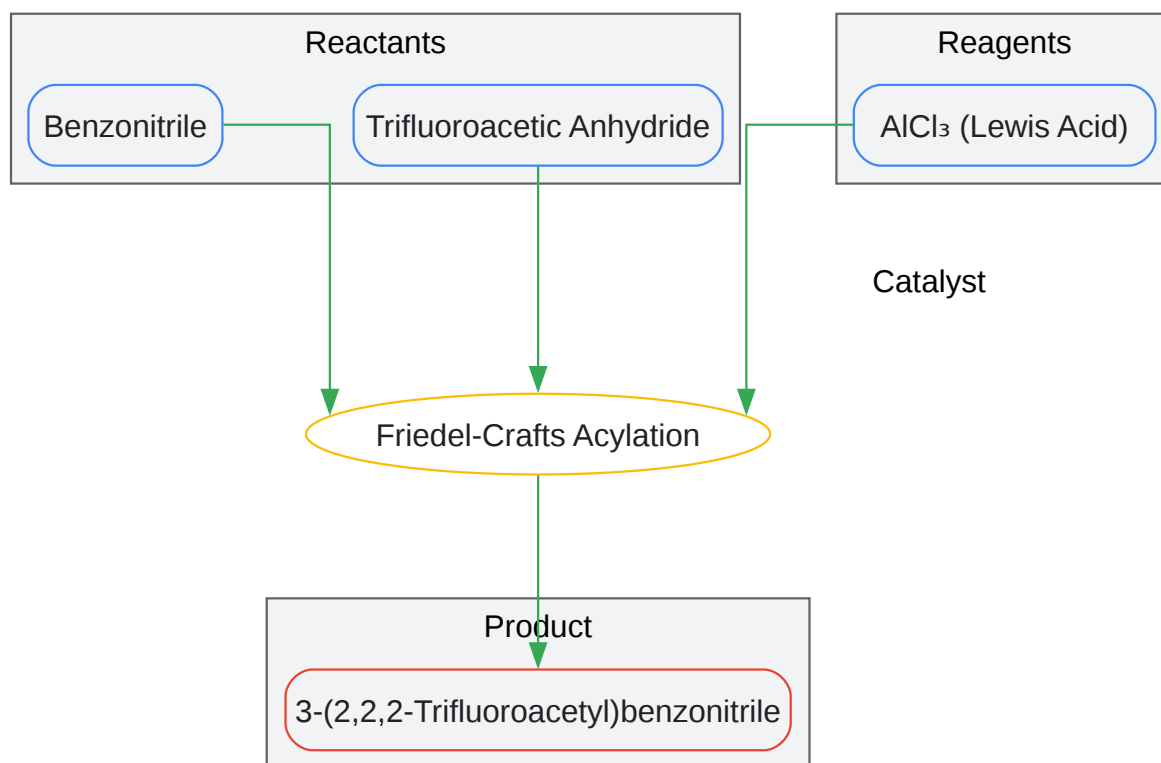 Reactants
Reagents
Benzonitrile
Trifluoroacetic Anhydride
AlCl₃ (Lewis Acid)
Catalyst
Friedel-Crafts Acylation
Product
3-(2,2,2-Trifluoroacetyl)benzonitrile